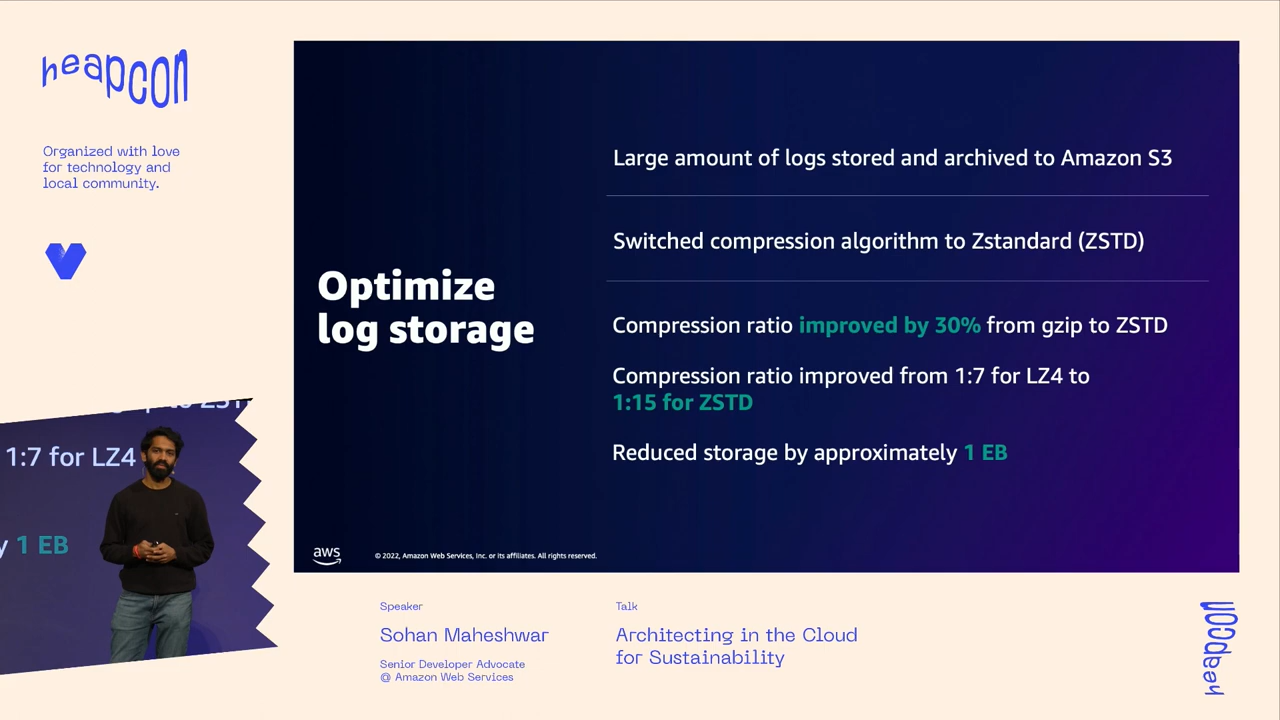 heapcon
Organized with love
for technology and
local community.
Optimize
log storage
Large amount of logs stored and archived to Amazon S3
Switched compression algorithm to Zstandard (ZSTD)
Compression ratio improved by 30% from gzip to ZSTD
Compression ratio improved from 1:7 for LZ4 to
1:15 for ZSTD
Reduced storage by approximately 1 EB
aws
© 2022, Amazon Web Services, Inc. or its affiliates. All rights reserved.
1:7 for LZ4
y 1 EB
Speaker
Sohan Maheshwar
Senior Developer Advocate
@ Amazon Web Services
Talk
Architecting in the Cloud
for Sustainability
heapcon